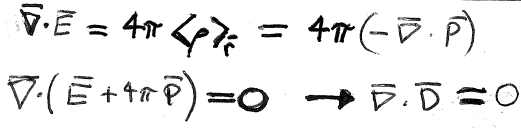 ∇̄·Ē = 4π <ρ>_r̄ = 4π(-∇̄·P̄)
∇̄·(Ē+4πP̄)=0 → ∇̄·D̄ = 0